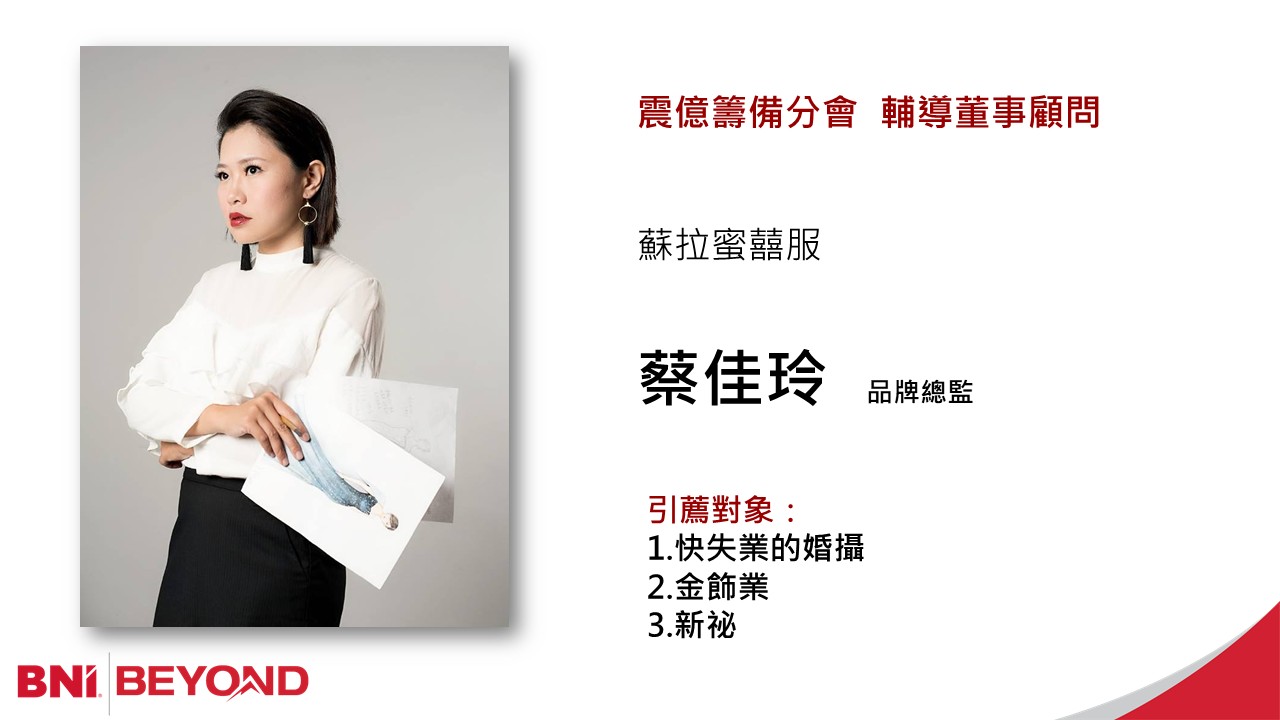 震億籌備分會 輔導董事顧問
蘇拉蜜囍服
蔡佳玲 品牌總監
引薦對象：
1.快失業的婚攝
2.金飾業
3.新祕
BNI BEYOND